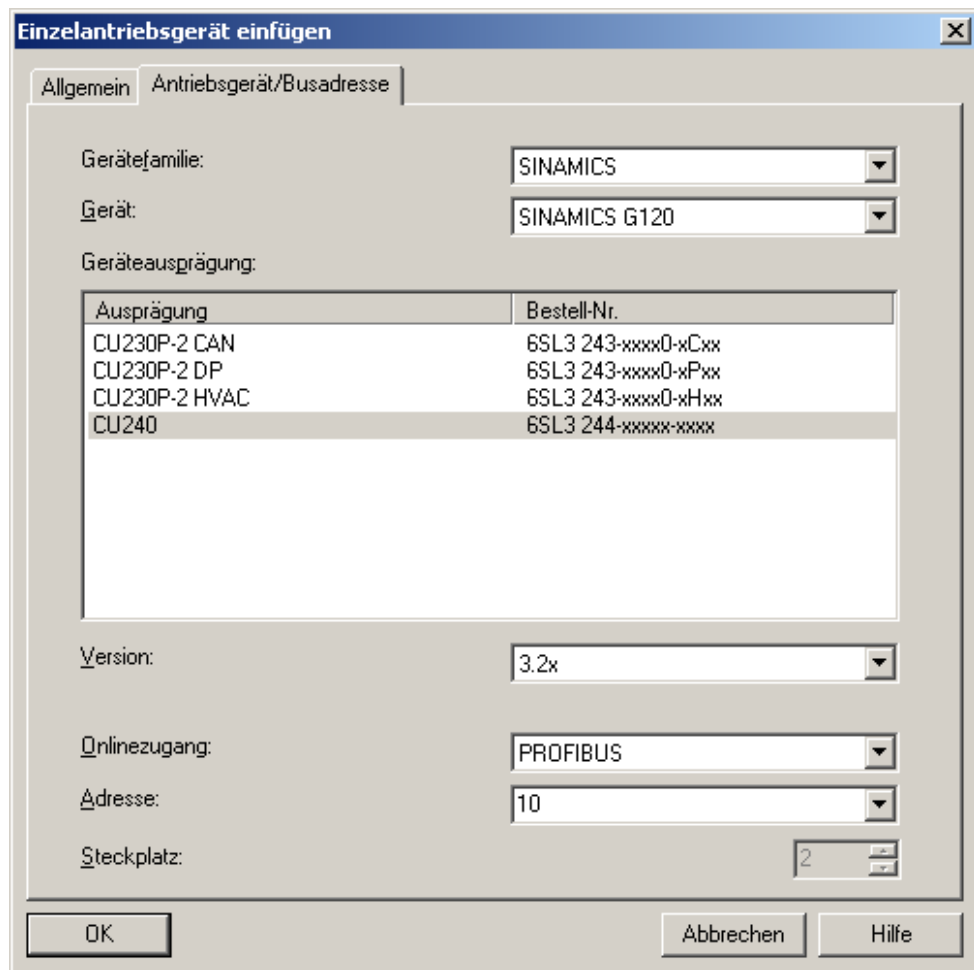 Einzelantriebsgerät einfügen
Allgemein Antriebsgerät/Busadresse
Gerätefamilie: SINAMICS
Gerät: SINAMICS G120
Geräteausprägung:
Ausprägung Bestell-Nr.
CU230P-2 CAN 6SL3 243-xxxx0-xCxx
CU230P-2 DP 6SL3 243-xxxx0-xPxx
CU230P-2 HVAC 6SL3 243-xxxx0-xHxx
CU240 6SL3 244-xxxxx-xxxx
Version: 3.2x
Onlinezugang: PROFIBUS
Adresse: 10
Steckplatz: 2
OK Abbrechen Hilfe